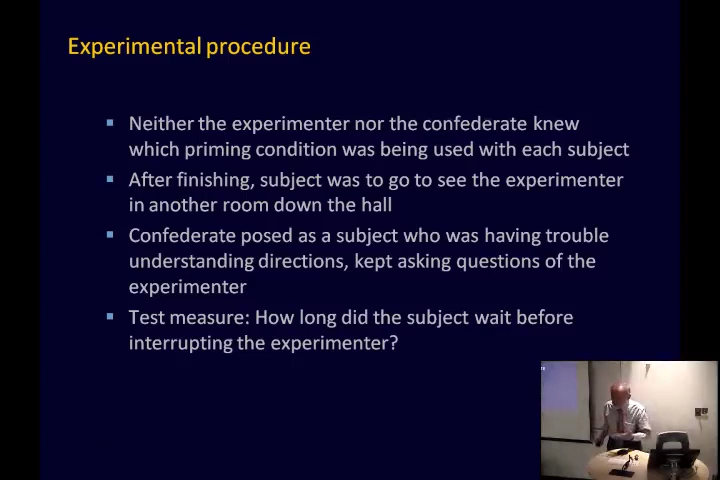 Experimental procedure
Neither the experimenter nor the confederate knew
which priming condition was being used with each subject
After finishing, subject was to go to see the experimenter
in another room down the hall
Confederate posed as a subject who was having trouble
understanding directions, kept asking questions of the
experimenter
Test measure: How long did the subject wait before
interrupting the experimenter?